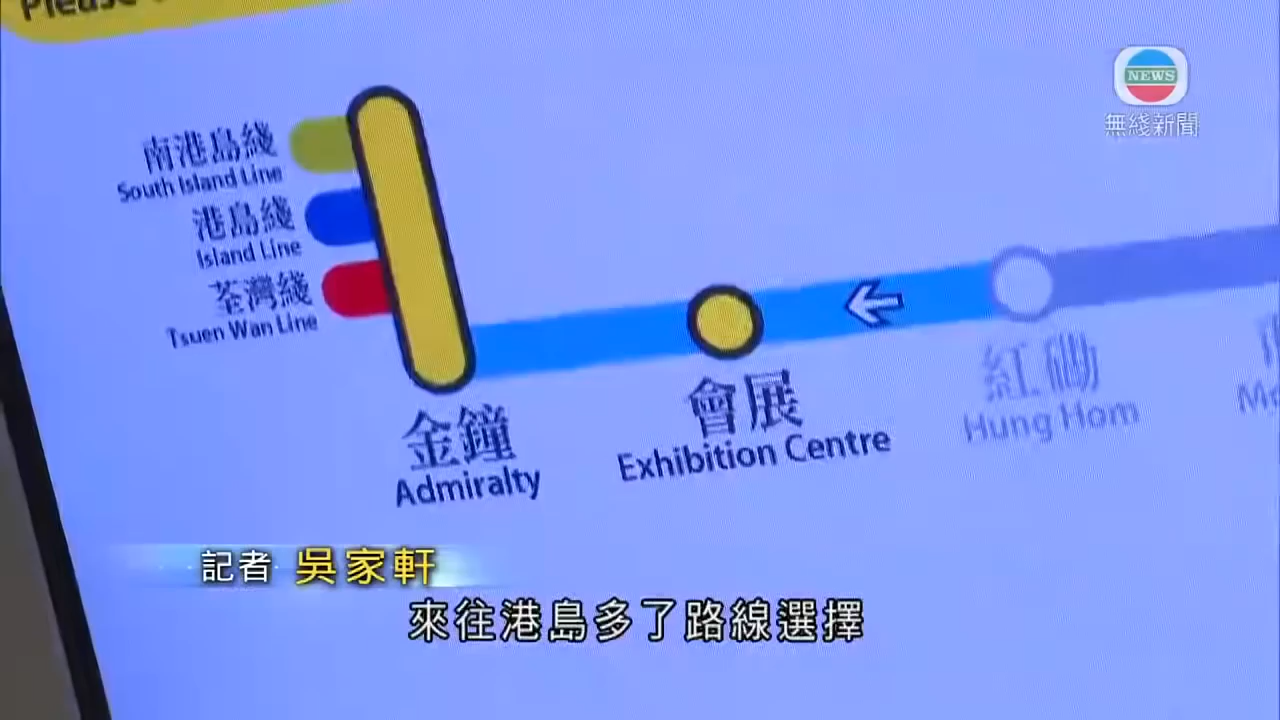 Please
NEWS
無綫新聞
南港島綫
South Island Line
港島綫
Island Line
荃灣綫
Tsuen Wan Line
金鐘
Admiralty
會展
Exhibition Centre
紅磡
Hung Hom
記者 吳家軒
來往港島多了路線選擇